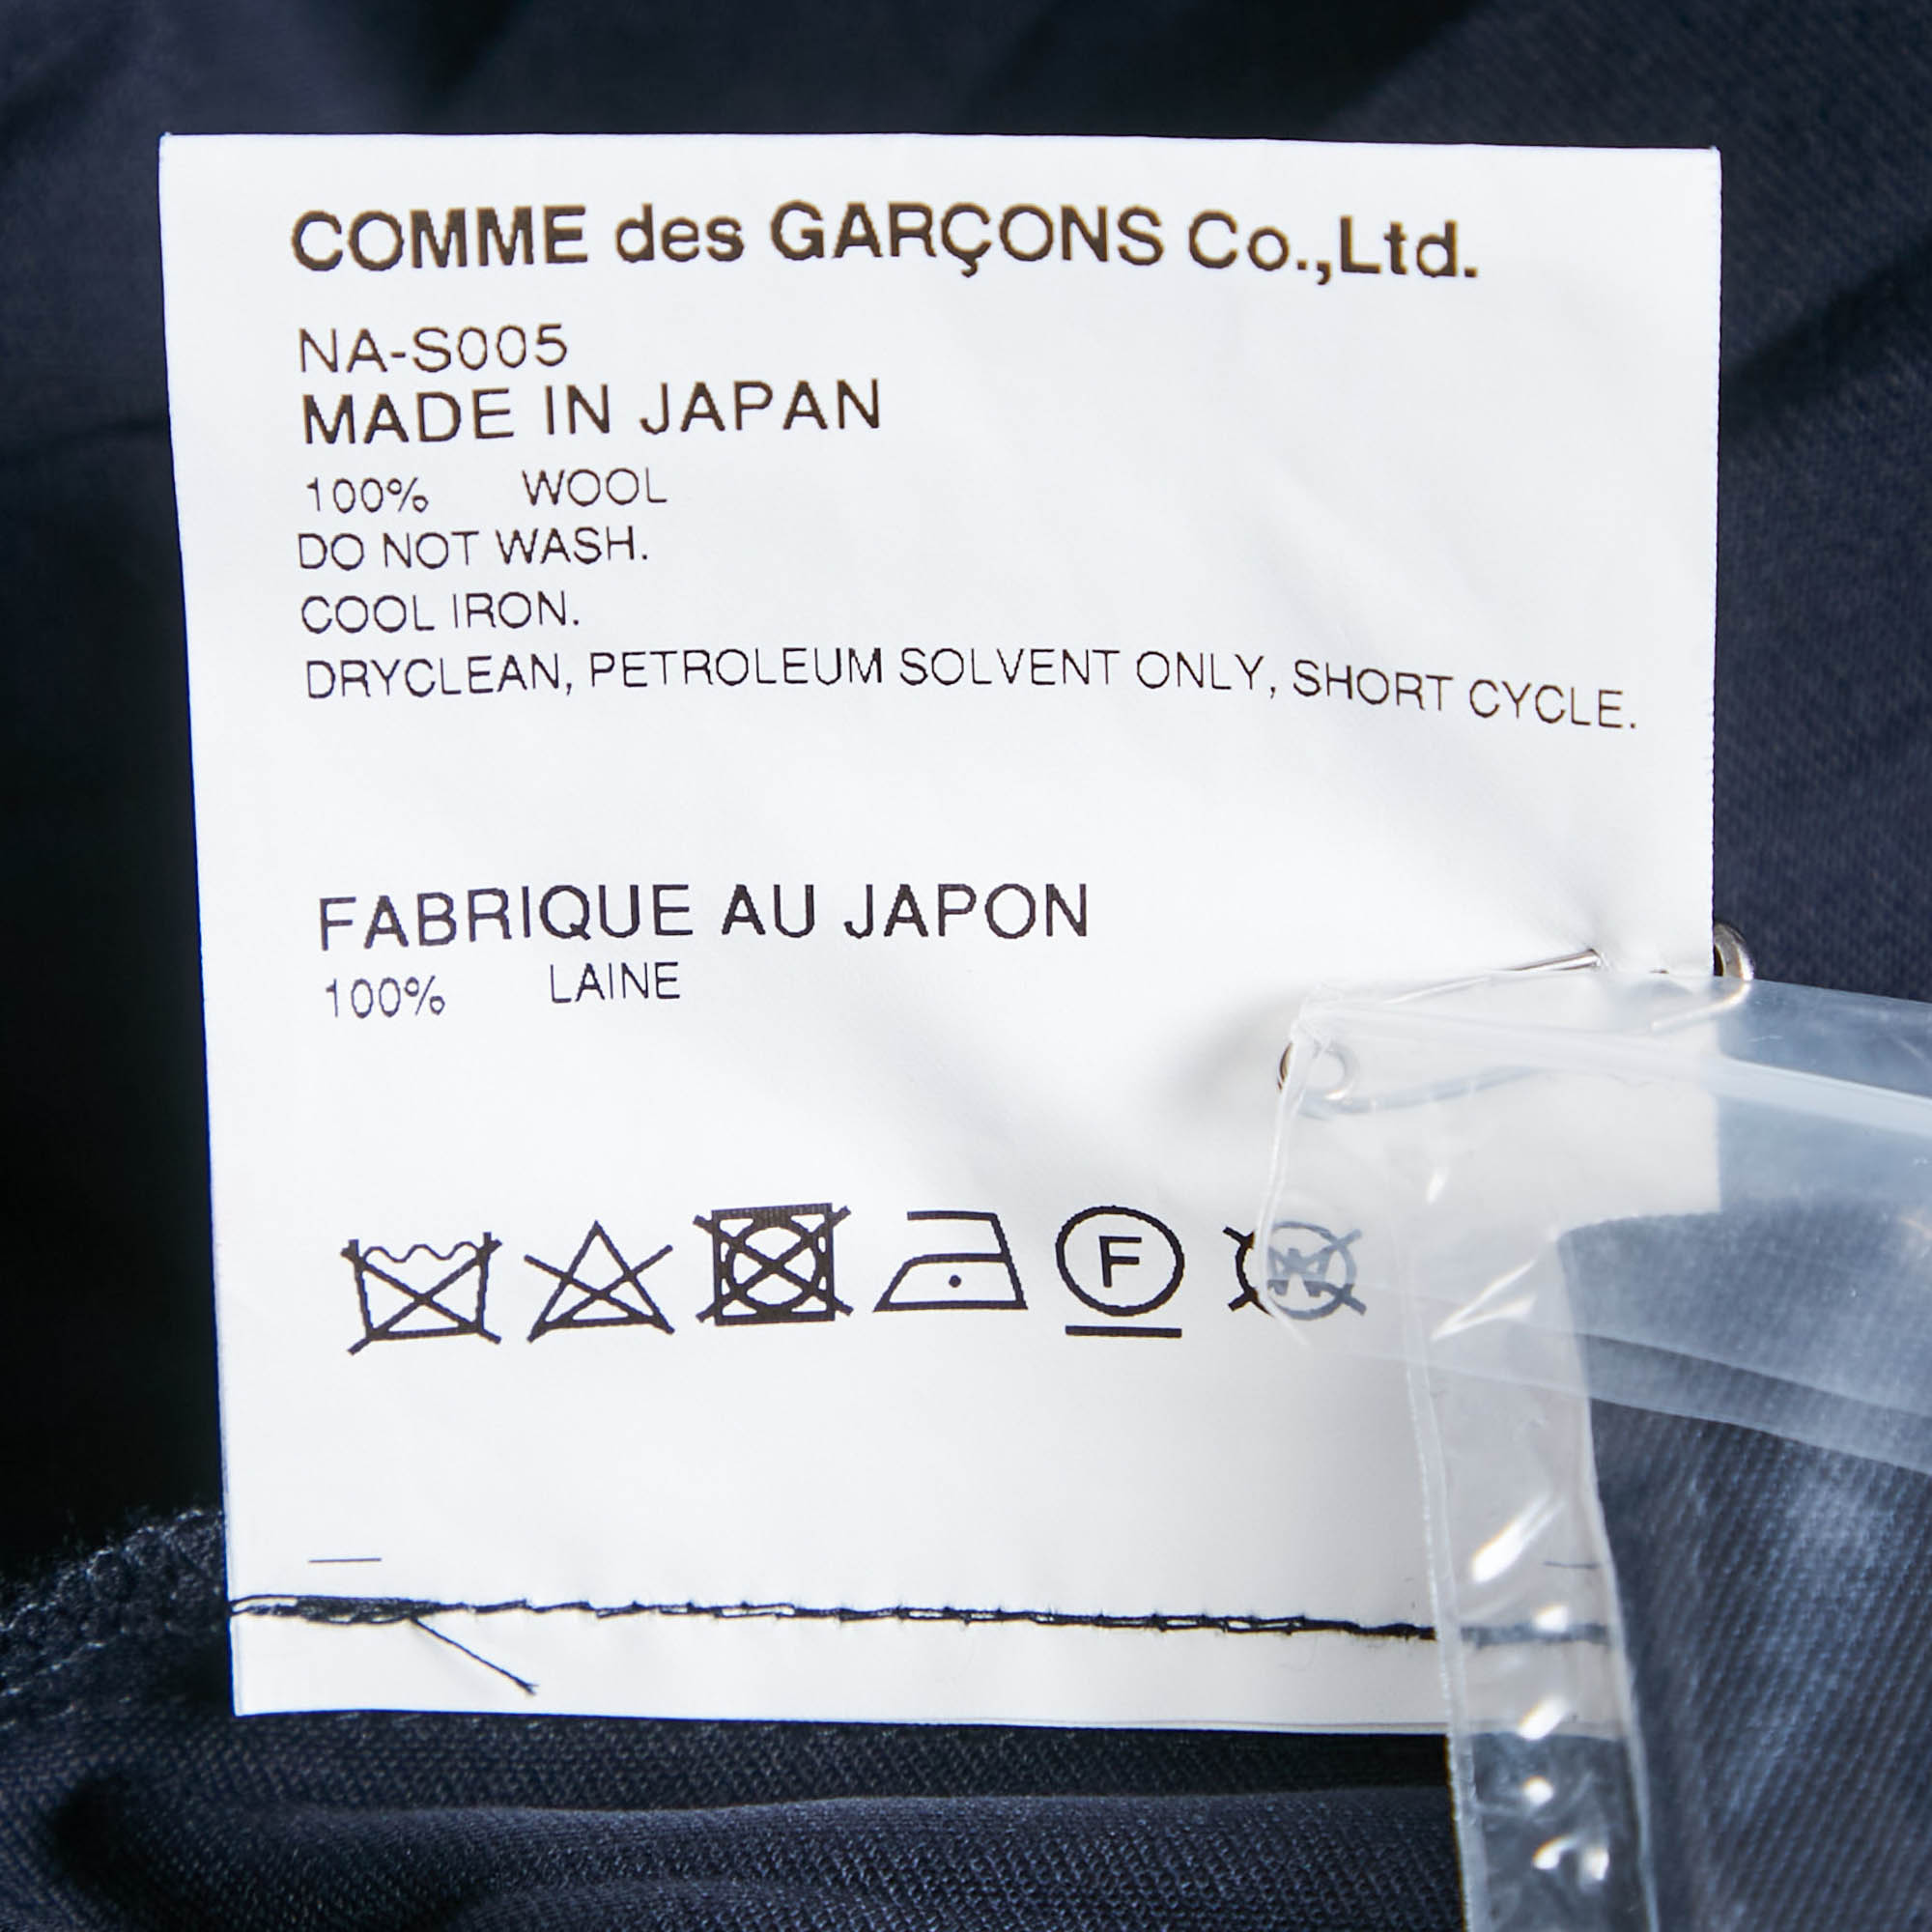 COMME des GARÇONS Co.,Ltd.
NA-S005
MADE IN JAPAN
100% WOOL
DO NOT WASH.
COOL IRON.
DRYCLEAN, PETROLEUM SOLVENT ONLY, SHORT CYCLE.
FABRIQUE AU JAPON
100% LAINE
F W